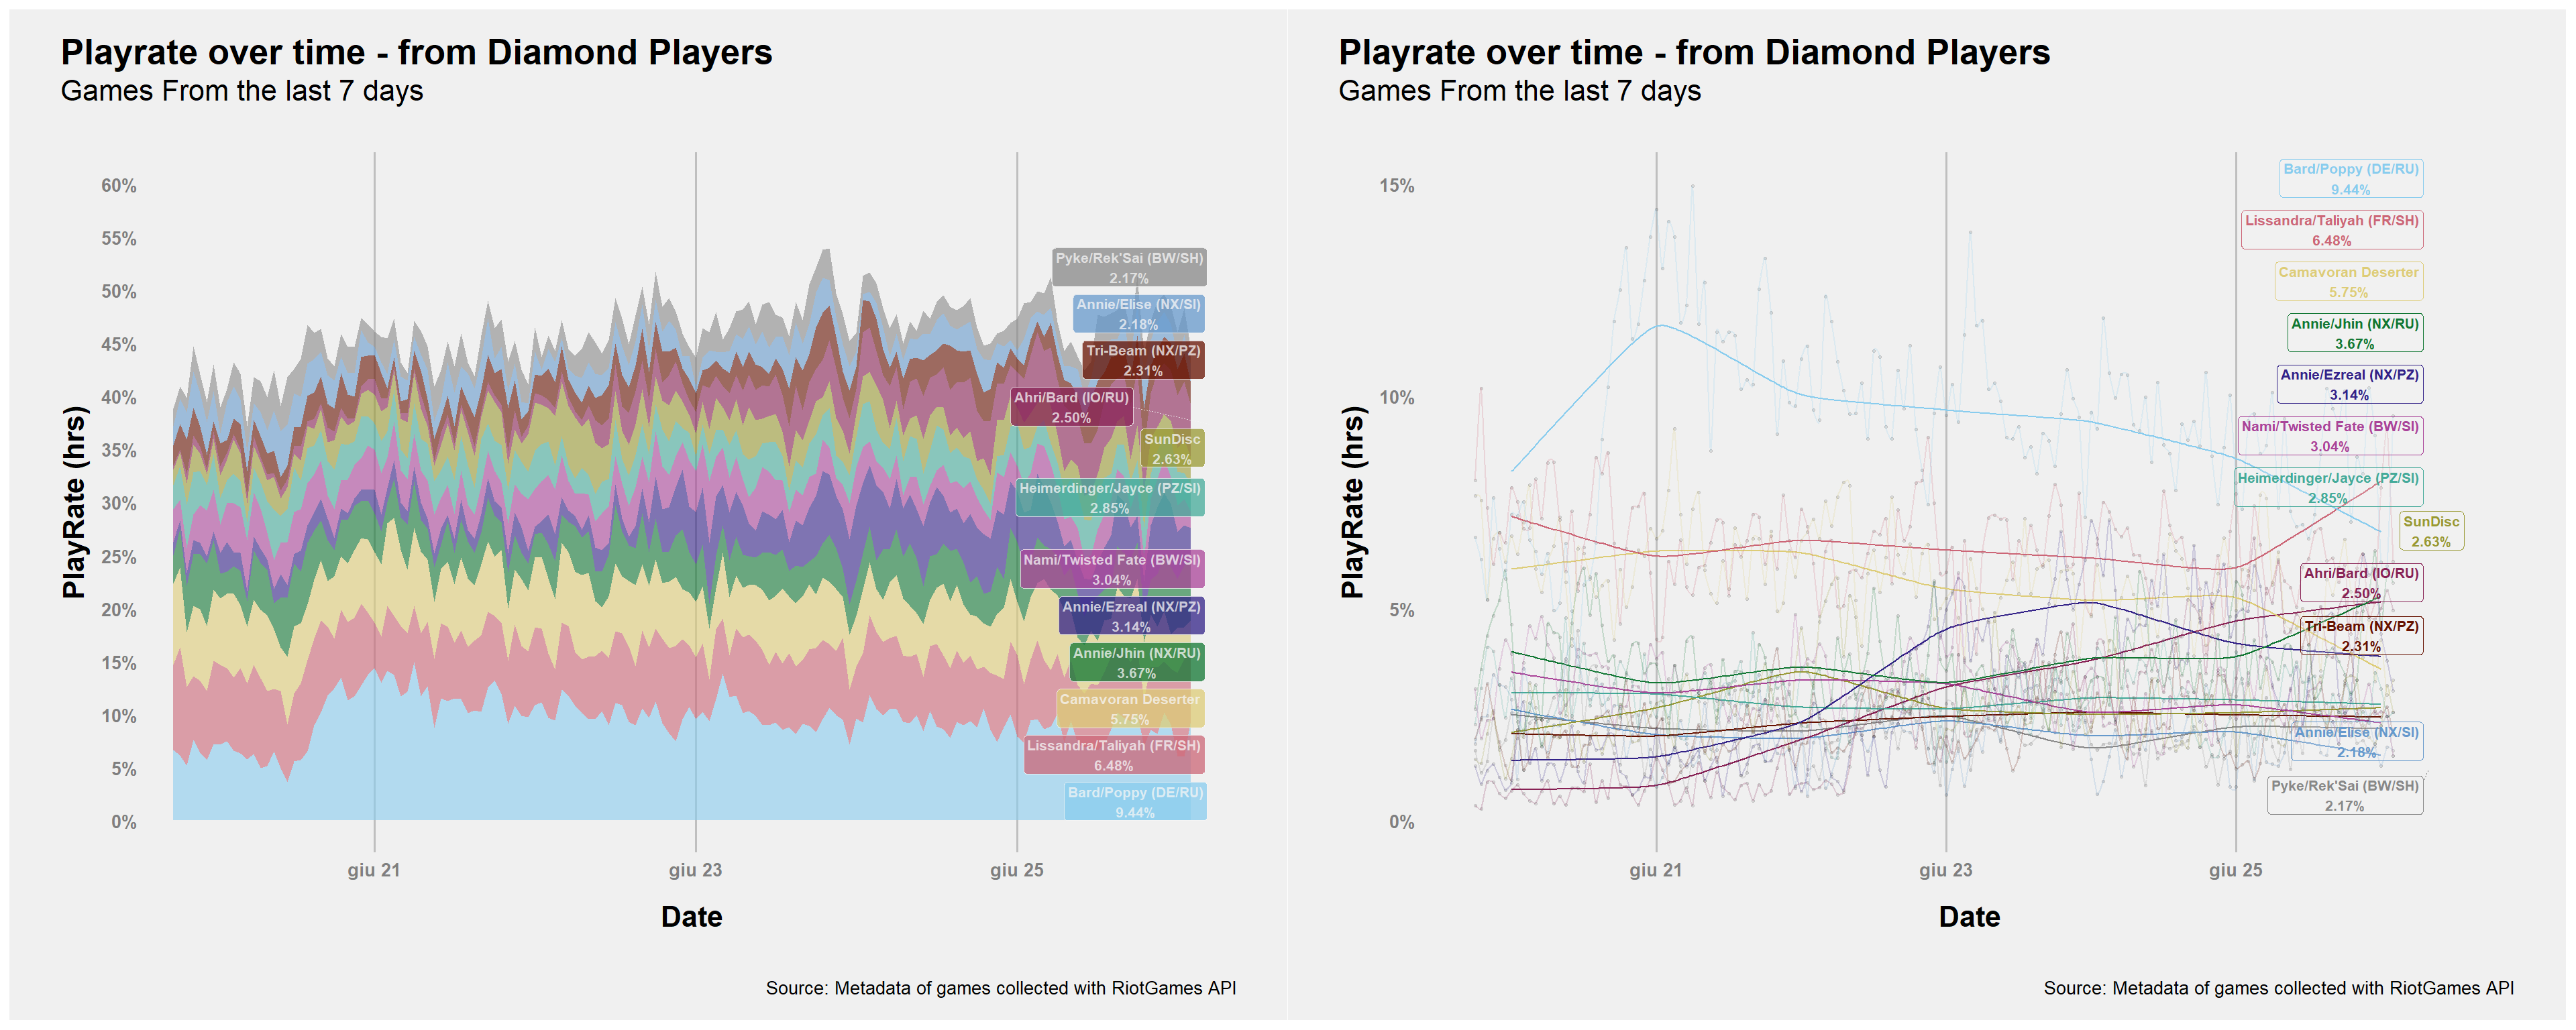 Playrate over time - from Diamond Players
Games From the last 7 days
PlayRate (hrs)
60%
55%
50%
45%
40%
35%
30%
25%
20%
15%
10%
5%
0%
Pyke/Rek'Sai (BW/SH)
2.17%
Annie/Elise (NX/SI)
2.18%
Tri-Beam (NX/PZ)
2.31%
Ahri/Bard (IO/RU)
2.50%
SunDisc
2.63%
Heimerdinger/Jayce (PZ/SI)
2.85%
Nami/Twisted Fate (BW/SI)
3.04%
Annie/Ezreal (NX/PZ)
3.14%
Annie/Jhin (NX/RU)
3.67%
Camavoran Deserter
5.75%
Lissandra/Taliyah (FR/SH)
6.48%
Bard/Poppy (DE/RU)
9.44%
giu 21
giu 23
giu 25
Date
Source: Metadata of games collected with RiotGames API
Playrate over time - from Diamond Players
Games From the last 7 days
PlayRate (hrs)
15%
10%
5%
0%
Bard/Poppy (DE/RU)
9.44%
Lissandra/Taliyah (FR/SH)
6.48%
Camavoran Deserter
5.75%
Annie/Jhin (NX/RU)
3.67%
Annie/Ezreal (NX/PZ)
3.14%
Nami/Twisted Fate (BW/SI)
3.04%
Heimerdinger/Jayce (PZ/SI)
2.85%
SunDisc
2.63%
Ahri/Bard (IO/RU)
2.50%
Tri-Beam (NX/PZ)
2.31%
Annie/Elise (NX/SI)
2.18%
Pyke/Rek'Sai (BW/SH)
2.17%
giu 21
giu 23
giu 25
Date
Source: Metadata of games collected with RiotGames API